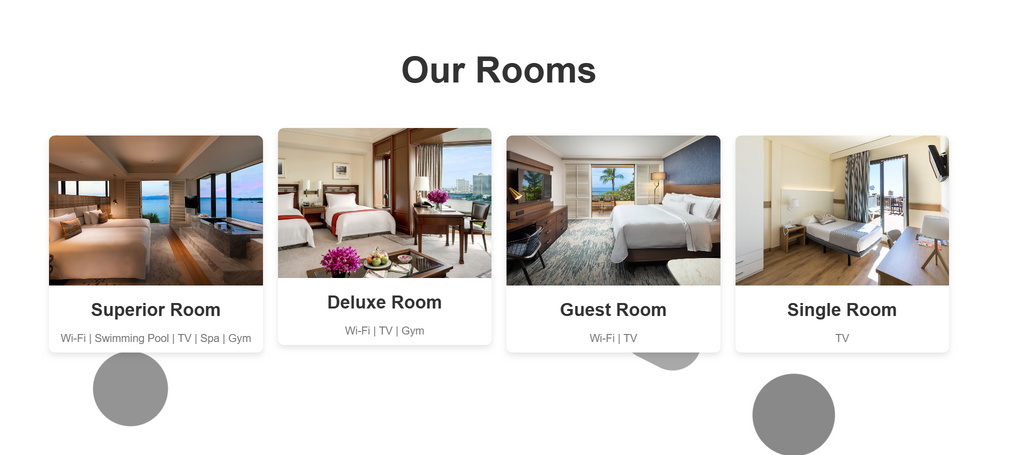 Our Rooms
Superior Room
Wi-Fi | Swimming Pool | TV | Spa | Gym
Deluxe Room
Wi-Fi | TV | Gym
Guest Room
Wi-Fi | TV
Single Room
TV